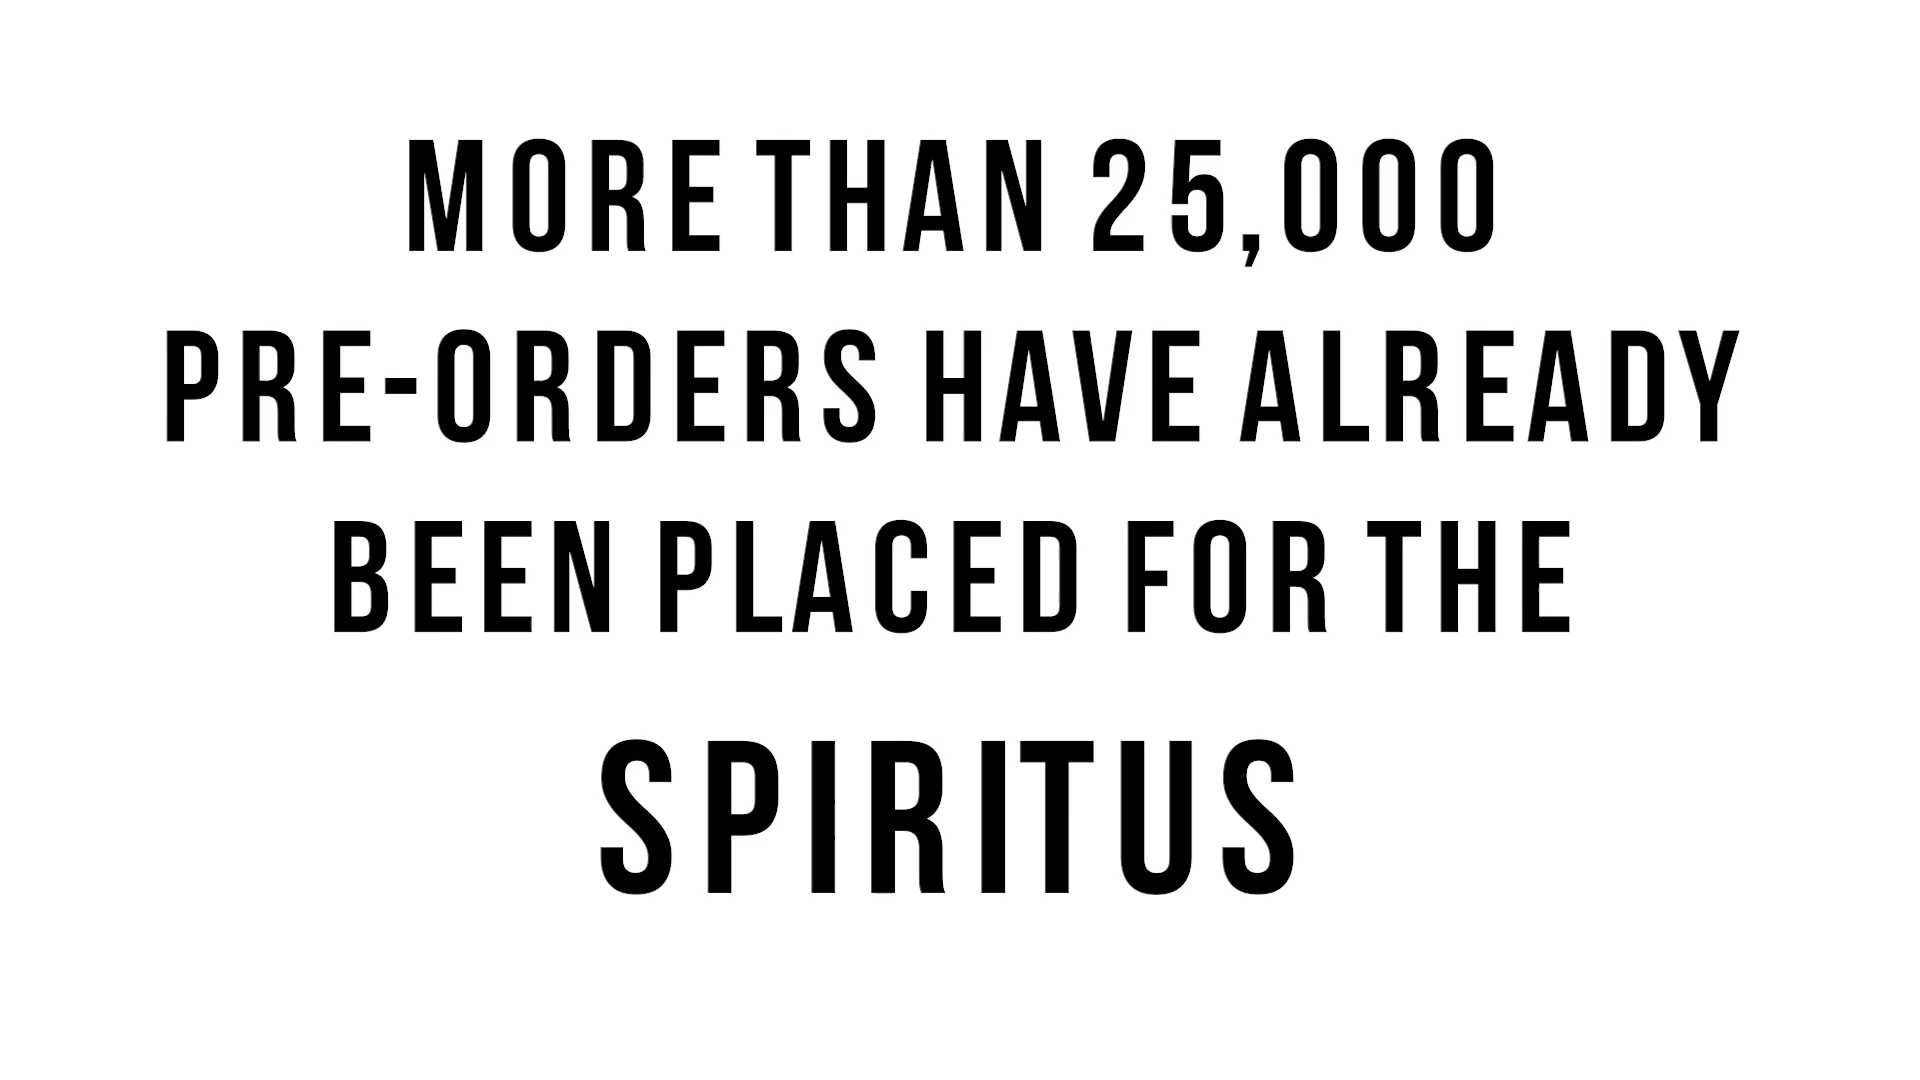 MORE THAN 25,000
PRE-ORDERS HAVE ALREADY
BEEN PLACED FOR THE
SPIRITUS